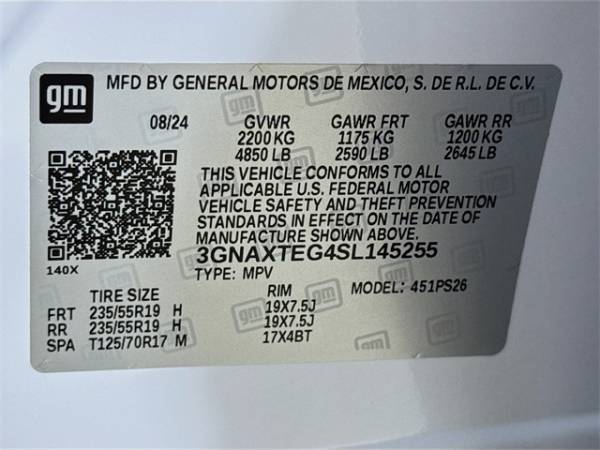 gm MFD BY GENERAL MOTORS DE MEXICO, S. DE R.L. DE C.V.
08/24 GVWR GAWR FRT GAWR RR
2200 KG 1175 KG 1200 KG
4850 LB 2590 LB 2645 LB
THIS VEHICLE CONFORMS TO ALL
APPLICABLE U.S. FEDERAL MOTOR
VEHICLE SAFETY AND THEFT PREVENTION
STANDARDS IN EFFECT ON THE DATE OF
MANUFACTURE SHOWN ABOVE.
140X 3GNAXTEG4SL145255
TYPE: MPV
TIRE SIZE RIM MODEL: 451PS26
FRT 235/55R19 H 19X7.5J
RR 235/55R19 H 19X7.5J
SPA T125/70R17 M 17X4BT